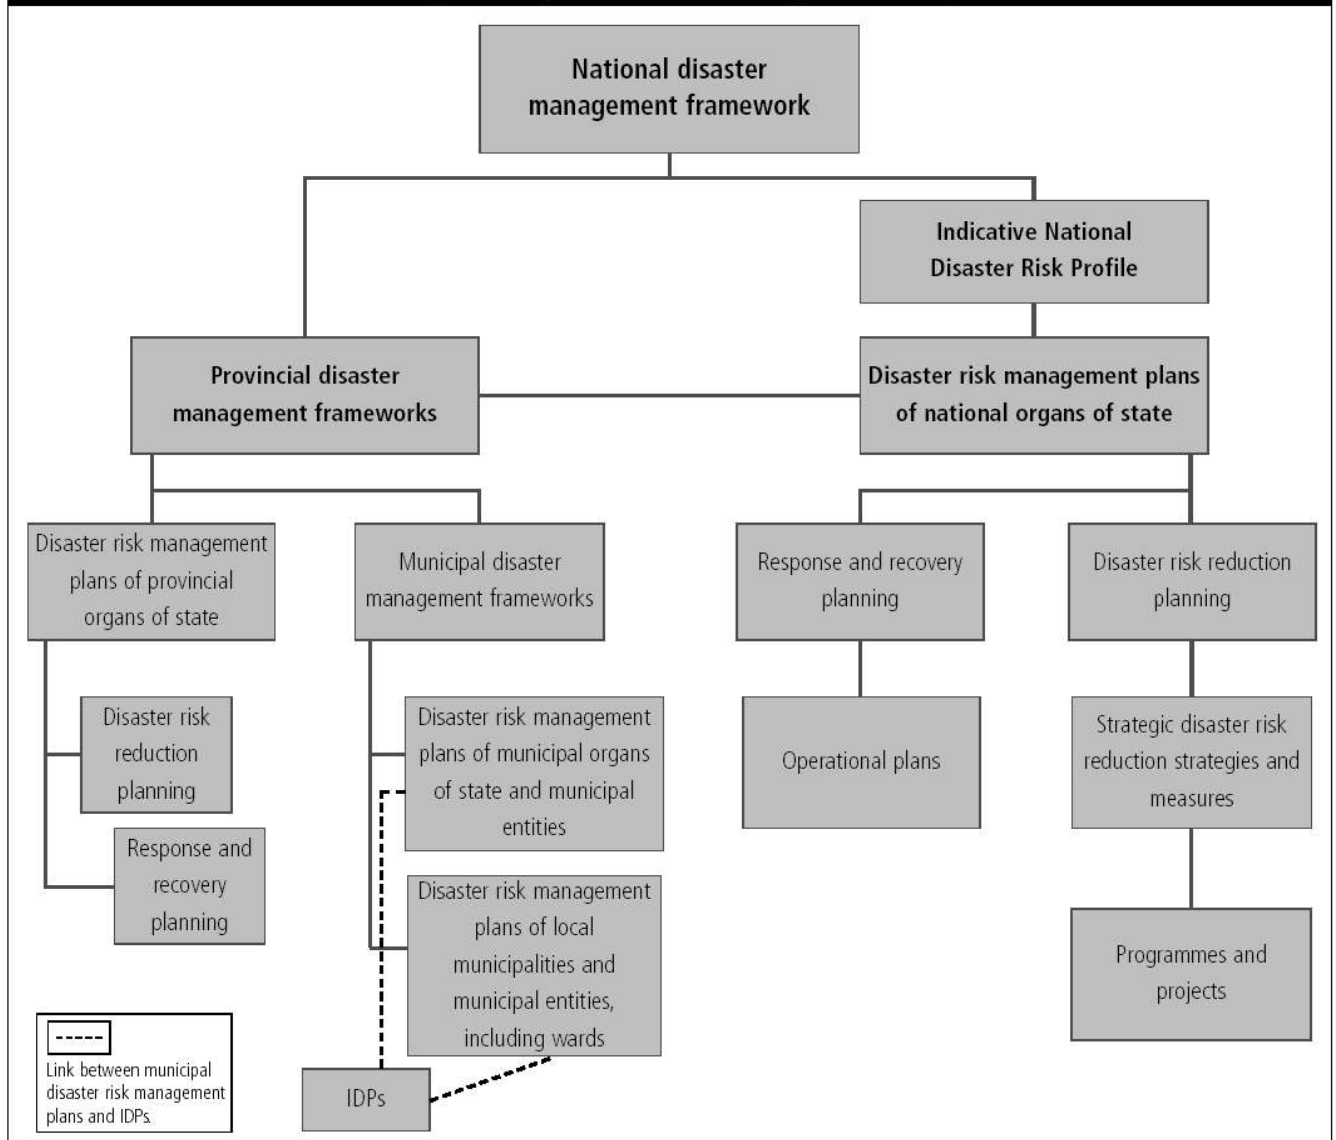 National disaster
management framework
Indicative National
Disaster Risk Profile
Provincial disaster
management frameworks
Disaster risk management plans
of national organs of state
Disaster risk management
plans of provincial
organs of state
Municipal disaster
management frameworks
Response and recovery
planning
Disaster risk reduction
planning
Disaster risk
reduction
planning
Disaster risk management
plans of municipal organs
of state and municipal
entities
Operational plans
Strategic disaster risk
reduction strategies and
measures
Response and
recovery
planning
Disaster risk management
plans of local
municipalities and
municipal entities,
including wards
Programmes and
projects
Link between municipal
disaster risk management
plans and IDPs.
IDPs